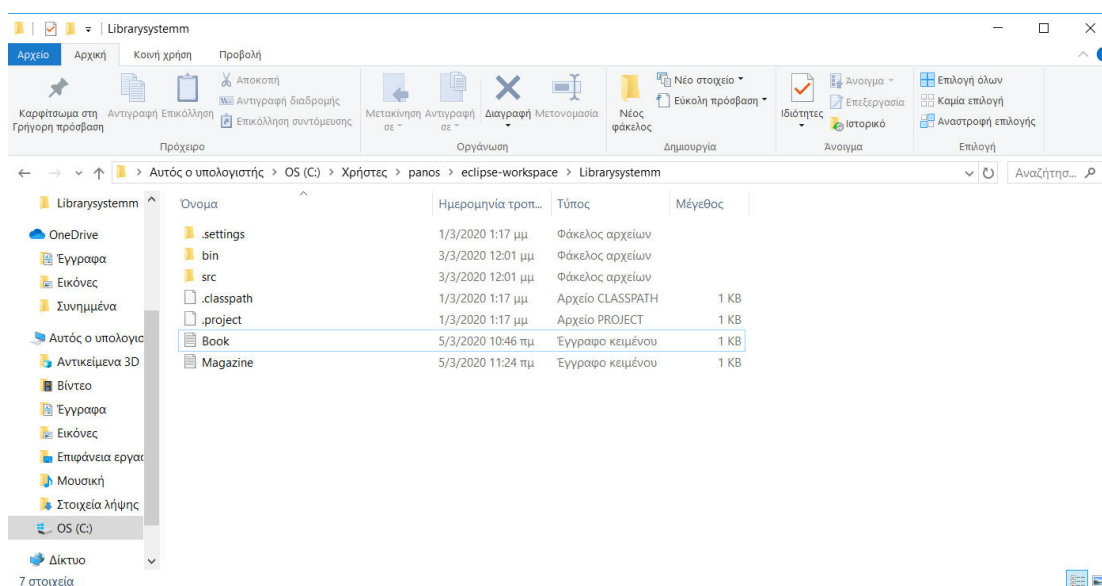 Librarysystemm
Αρχείο Αρχική Κοινή χρήση Προβολή
Καρφίτσωμα στη Γρήγορη πρόσβαση
Αντιγραφή
Επικόλληση
Αποκοπή
Αντιγραφή διαδρομής
Επικόλληση συντόμευσης
Πρόχειρο
Μετακίνηση σε
Αντιγραφή σε
Διαγραφή
Μετονομασία
Οργάνωση
Νέος φάκελος
Νέο στοιχείο
Εύκολη πρόσβαση
Δημιουργία
Ιδιότητες
Άνοιγμα
Επεξεργασία
Ιστορικό
Άνοιγμα
Επιλογή όλων
Καμία επιλογή
Αναστροφή επιλογής
Επιλογή
Αυτός ο υπολογιστής > OS (C:) > Χρήστες > panos > eclipse-workspace > Librarysystemm
Αναζήτησ...
Librarysystemm
OneDrive
Έγγραφα
Εικόνες
Συνημμένα
Αυτός ο υπολογισ
Αντικείμενα 3D
Βίντεο
Έγγραφα
Εικόνες
Επιφάνεια εργασ
Μουσική
Στοιχεία λήψης
OS (C:)
Δίκτυο
Όνομα Ημερομηνία τροπ... Τύπος Μέγεθος
.settings 1/3/2020 1:17 μμ Φάκελος αρχείων
bin 3/3/2020 12:01 μμ Φάκελος αρχείων
src 3/3/2020 12:01 μμ Φάκελος αρχείων
.classpath 1/3/2020 1:17 μμ Αρχείο CLASSPATH 1 KB
.project 1/3/2020 1:17 μμ Αρχείο PROJECT 1 KB
Book 5/3/2020 10:46 πμ Έγγραφο κειμένου 1 KB
Magazine 5/3/2020 11:24 πμ Έγγραφο κειμένου 1 KB
7 στοιχεία